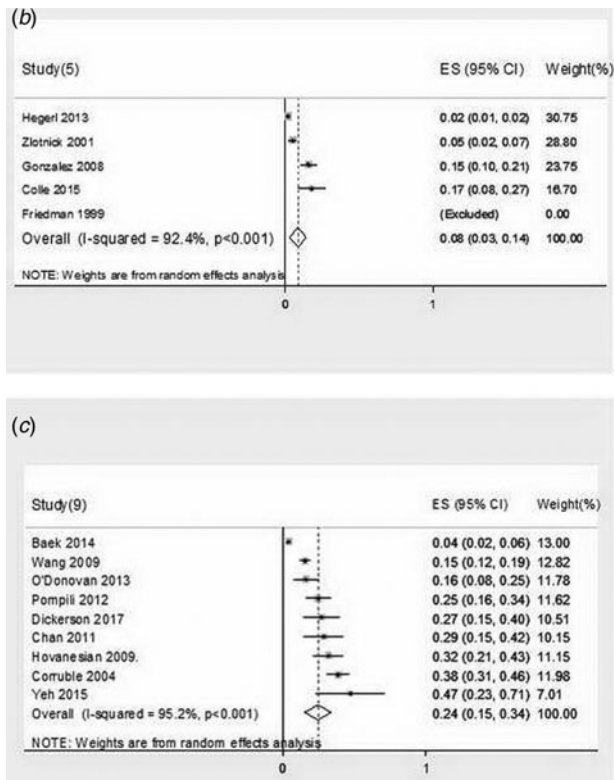 (b)
Study(5) ES (95% CI) Weight(%)
Hegerl 2013 0.02 (0.01, 0.02) 30.75
Zlotnick 2001 0.05 (0.02, 0.07) 28.80
Gonzalez 2008 0.15 (0.10, 0.21) 23.75
Colle 2015 0.17 (0.08, 0.27) 16.70
Friedman 1999 (Excluded) 0.00
Overall (I-squared = 92.4%, p<0.001) 0.08 (0.03, 0.14) 100.00
NOTE: Weights are from random effects analysis
0 1
(c)
Study(9) ES (95% CI) Weight(%)
Baek 2014 0.04 (0.02, 0.06) 13.00
Wang 2009 0.15 (0.12, 0.19) 12.82
O'Donovan 2013 0.16 (0.08, 0.25) 11.78
Pompili 2012 0.25 (0.16, 0.34) 11.62
Dickerson 2017 0.27 (0.15, 0.40) 10.51
Chan 2011 0.29 (0.15, 0.42) 10.15
Hovanesian 2009. 0.32 (0.21, 0.43) 11.15
Corruble 2004 0.38 (0.31, 0.46) 11.98
Yeh 2015 0.47 (0.23, 0.71) 7.01
Overall (I-squared = 95.2%, p<0.001) 0.24 (0.15, 0.34) 100.00
NOTE: Weights are from random effects analysis
0 1